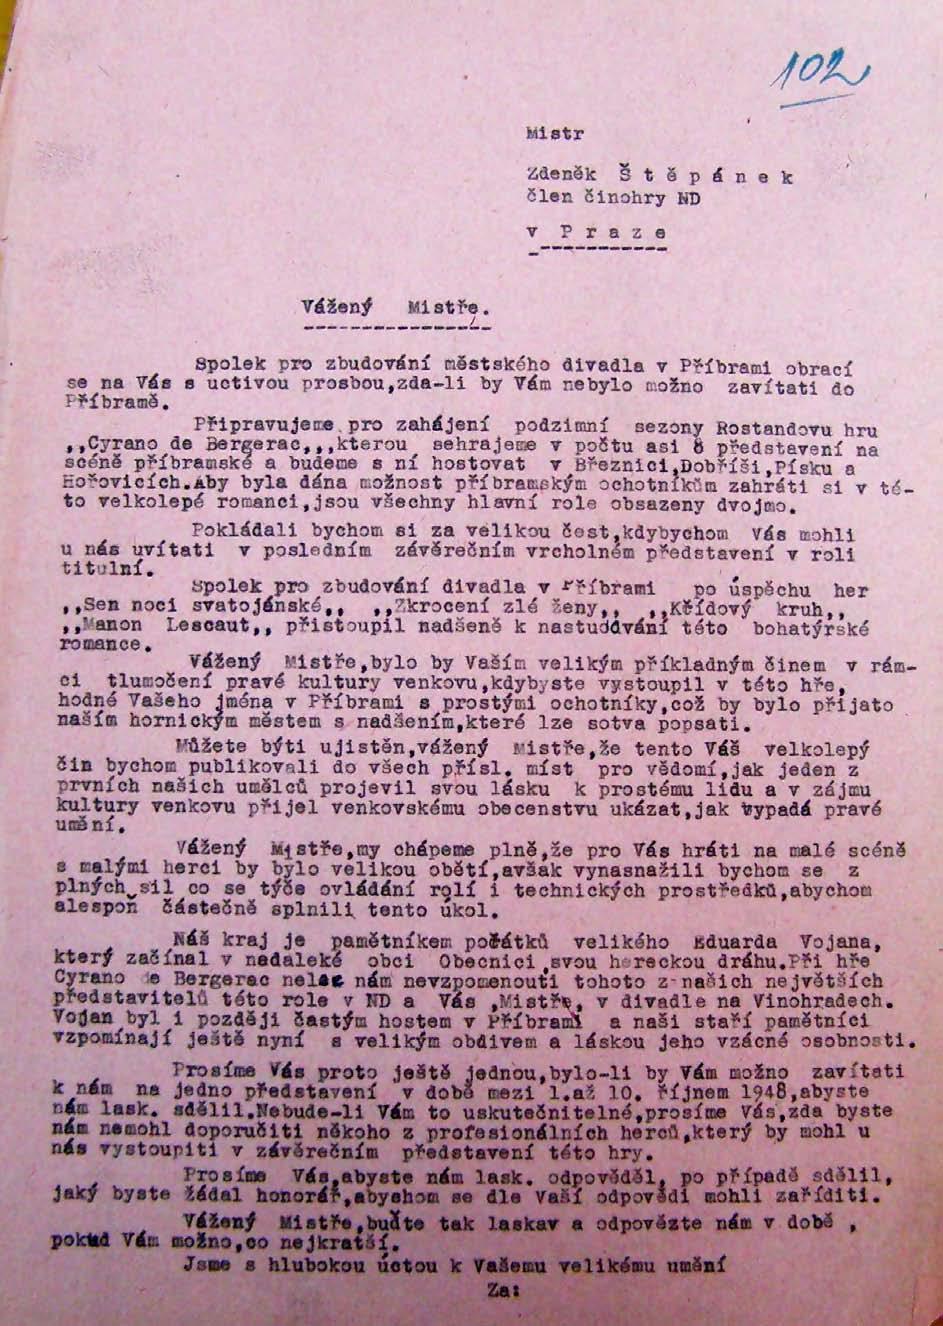 102
Mistr
Zdeněk Š t ě p á n e k
člen činohry ND
v P r a z e
Vážený Mistře.
Spolek pro zbudování městského divadla v Příbrami obrací
se na Vás s uctivou prosbou,zda-li by Vám nebylo možno zavítati do
Příbramě.
Připravujeme pro zahájení podzimní sezony Rostandovu hru
,,Cyrano de Bergerac,,,kterou sehrajeme v počtu asi 8 představení na
scéně příbramské a budeme s ní hostovat v Březnici,Dobříši,Písku a
Hořovicích.Aby byla dána možnost příbramským ochotníkům zahráti si v té-
to velkolepé romanci,jsou všechny hlavní role obsazeny dvojmo.
Pokládali bychom si za velikou čest,kdybychom Vás mohli
u nás uvítati v posledním závěrečním vrcholném představení v roli
titulní.
Spolek pro zbudování divadla v Příbrami po úspěchu her
,,Sen noci svatojánské,, ,,Zkrocení zlé ženy,, ,,Křídový kruh,,
,,Manon Lescaut,, přistoupil nadšeně k nastuddvání této bohatýrské
romance.
Vážený Mistře,bylo by Vaším velikým příkladným činem v rám-
ci tlumočení pravé kultury venkovu,kdybyste vystoupil v této hře,
hodné Vašeho jména v Příbrami s prostými ochotníky,což by bylo přijato
naším hornickým městem s nadšením,které lze sotva popsati.
Můžete býti ujistěn,vážený Mistře,že tento Váš velkolepý
čin bychom publikovali do všech přísl. míst pro vědomí,jak jeden z
prvních našich umělců projevil svou lásku k prostému lidu a v zájmu
kultury venkovu přijel venkovskému obecenstvu ukázat,jak vypadá pravé
umění.
Vážený Mistře,my chápeme plně,že pro Vás hráti na malé scéně
s malými herci by bylo velikou obětí,avšak vynasnažili bychom se z
plných sil co se týče ovládání rolí i technických prostředků,abychom
alespoň částečně splnili tento úkol.
Náš kraj je pamětníkem počátků velikého Eduarda Vojana,
který začínal v nedaleké obci Obecnici svou hereckou dráhu.Při hře
Cyrano de Bergerac nelze nám nevzpomenouti tohoto z našich největších
představitelů této role v ND a Vás ,Mistře, v divadle na Vinohradech.
Vojan byl i později častým hostem v Příbrami a naši staří pamětníci
vzpomínají ještě nyní s velikým obdivem a láskou jeho vzácné osobnosti.
Prosíme Vás proto ještě jednou,bylo-li by Vám možno zavítati
k nám na jedno představení v době mezi 1.až 10. říjnem 1948,abyste
nám lask. sdělil.Nebude-li Vám to uskutečnitelné,prosíme Vás,zda byste
nám nemohl doporučiti někoho z profesionálních herců,který by mohl u
nás vystoupiti v závěrečním představení této hry.
Prosíme Vás,abyste nám lask. odpověděl, po případě sdělil,
jaký byste žádal honorář,abychom se dle Vaší odpovědi mohli zaříditi.
Vážený Mistře,buďte tak laskav a odpovězte nám v době ,
pokud Vám možno,co nejkratší.
Jsme s hlubokou úctou k Vašemu velikému umění
Za: